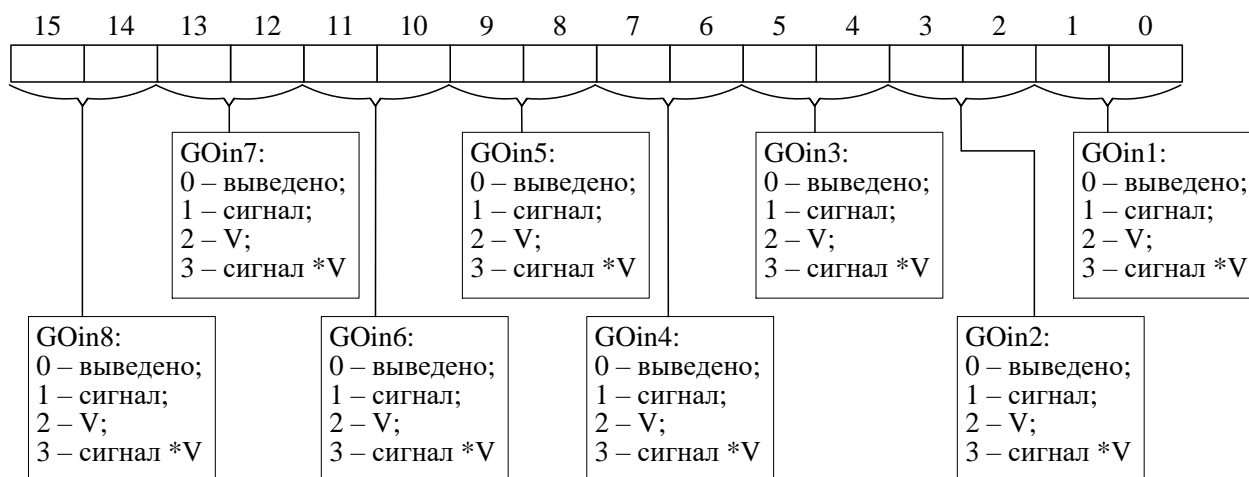 15 14 13 12 11 10 9 8 7 6 5 4 3 2 1 0
GOin7:
0 – выведено;
1 – сигнал;
2 – V;
3 – сигнал *V
GOin5:
0 – выведено;
1 – сигнал;
2 – V;
3 – сигнал *V
GOin3:
0 – выведено;
1 – сигнал;
2 – V;
3 – сигнал *V
GOin1:
0 – выведено;
1 – сигнал;
2 – V;
3 – сигнал *V
GOin8:
0 – выведено;
1 – сигнал;
2 – V;
3 – сигнал *V
GOin6:
0 – выведено;
1 – сигнал;
2 – V;
3 – сигнал *V
GOin4:
0 – выведено;
1 – сигнал;
2 – V;
3 – сигнал *V
GOin2:
0 – выведено;
1 – сигнал;
2 – V;
3 – сигнал *V